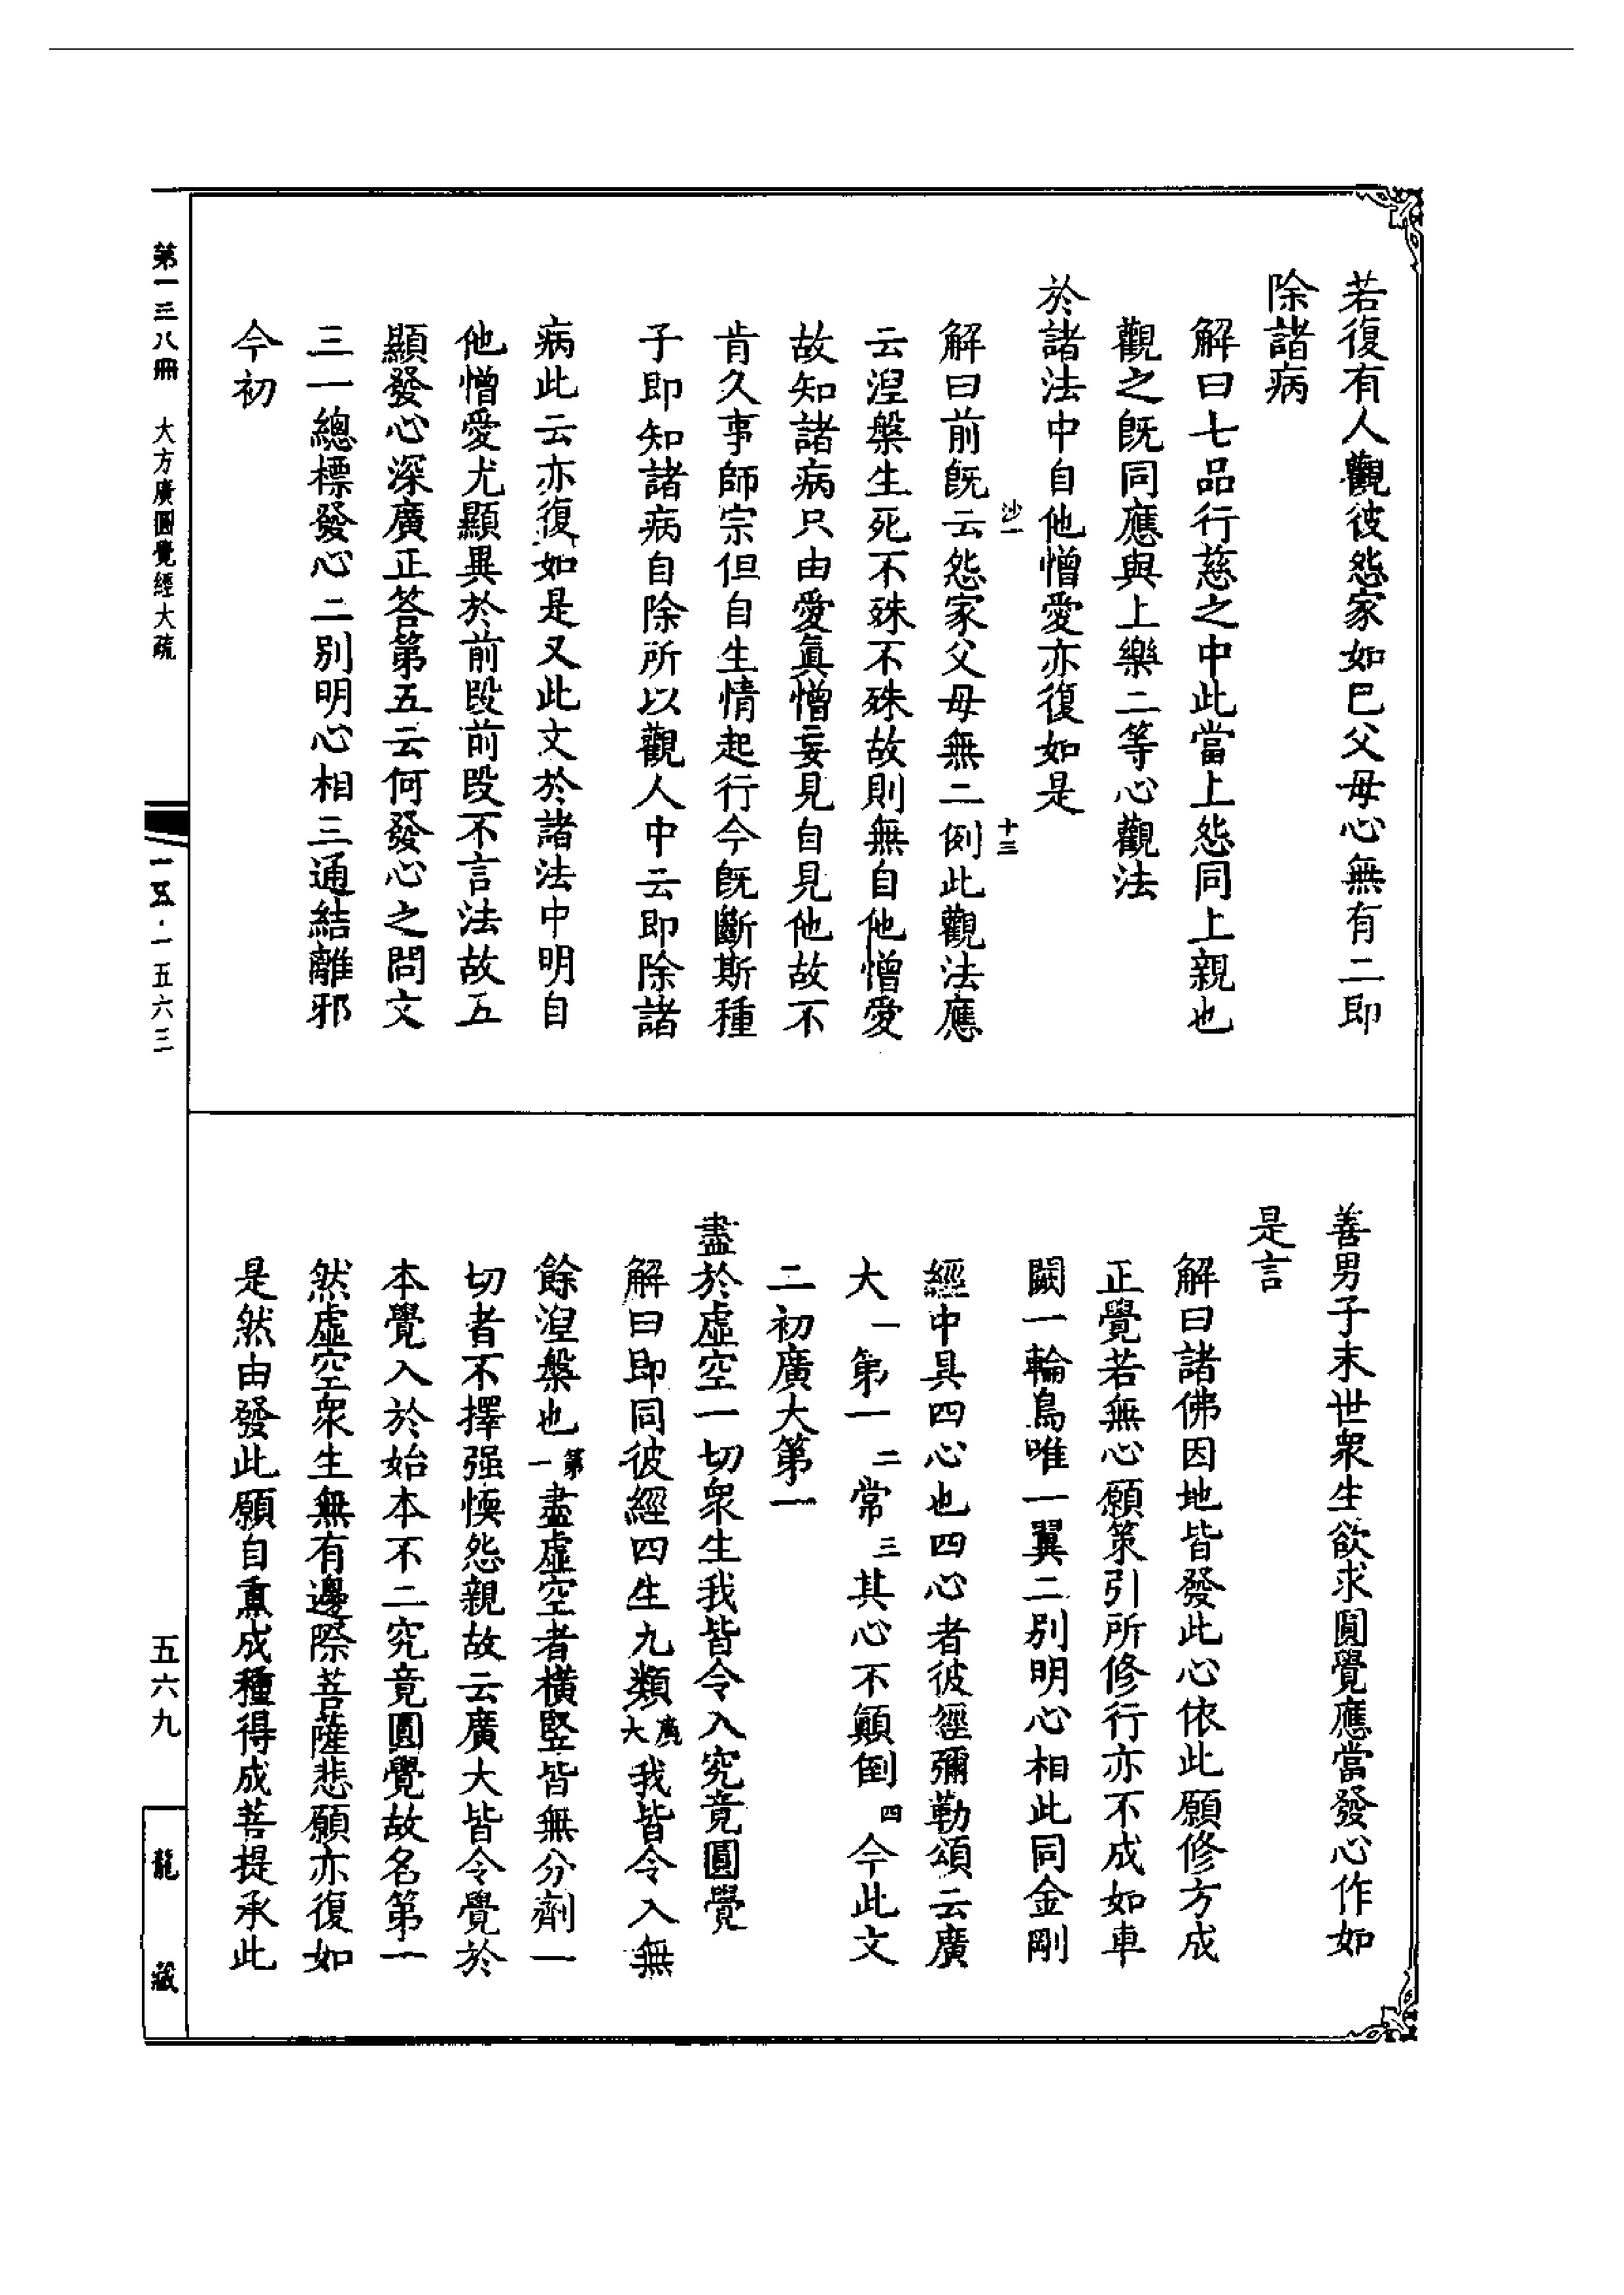 若復有人觀彼怨家如巳父母心無有二即
除諸病
解曰七品行慈之中此當上怨同上親也
觀之既同應與上樂二等心觀法
於諸法中自他憎愛亦復如是
沙一
十三
解曰前既云怨家父母無二例此觀法應
云涅槃生死不殊不殊故則無自他憎愛
故知諸病只由愛眞憎妄見自見他故不
肯久事師宗但自生情起行今既斷斯種
子即知諸病自除所以觀人中云即除諸
病此云亦復如是又此文於諸法中明自
他憎愛尤顯異於前段前段不言法故五
顯發心深廣正答第五云何發心之問文
三一總標發心二別明心相三通結離邪
今初
善男子末世衆生欲求圓覺應當發心作如
是言
解曰諸佛因地皆發此心依此願修方成
正覺若無心願策引所修行亦不成如車
闕一輪鳥唯一翼二別明心相此同金剛
經中具四心也四心者彼經彌勒頌云廣
大一第一二常三其心不顚倒四今此文
二初廣大第一
盡於虛空一切衆生我皆令入究竟圓覺
解曰即同彼經四生九類廣大我皆令入無
餘涅槃也第一盡虛空者橫豎皆無分劑一
切者不擇强愞怨親故云廣大皆令覺於
本覺入於始本不二究竟圓覺故名第一
然虛空衆生無有邊際菩薩悲願亦復如
是然由發此願自熏成種得成菩提承此
第一三八冊 大方廣圓覺經大疏
一五·一五六三
五六九
龍藏